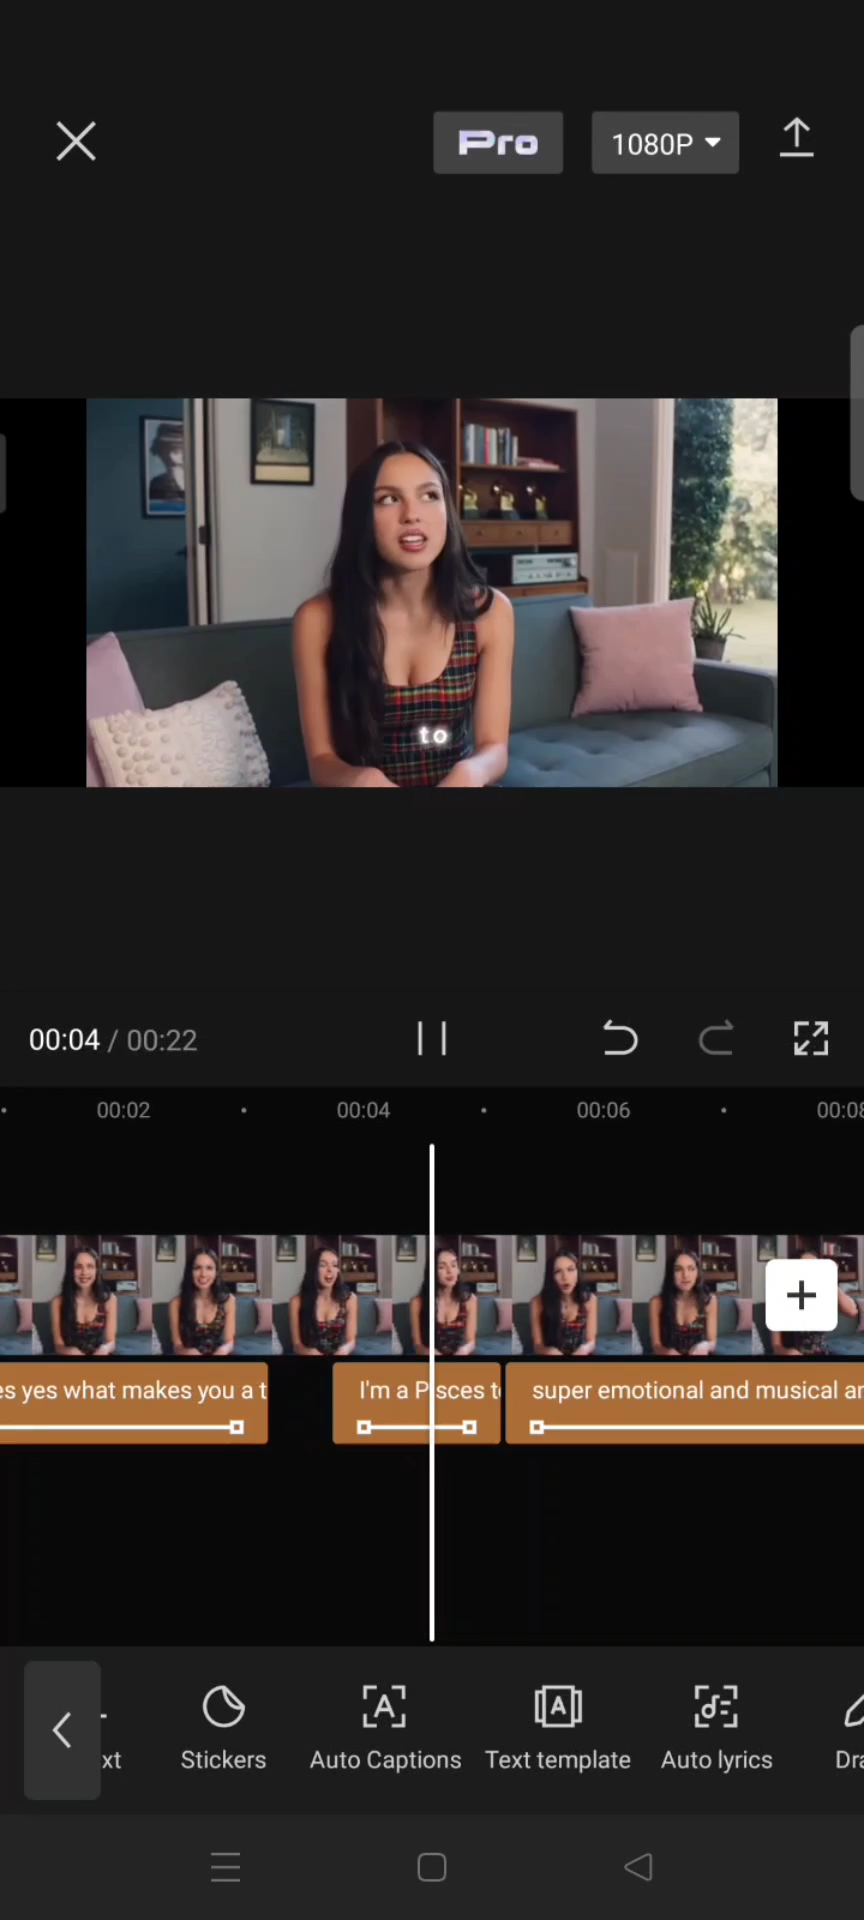 Pro
1080P
to
00:04 / 00:22
00:02
00:04
00:06
00:08
es yes what makes you a t
I'm a Pisces t
super emotional and musical an
xt
Stickers
Auto Captions
Text template
Auto lyrics
Dra